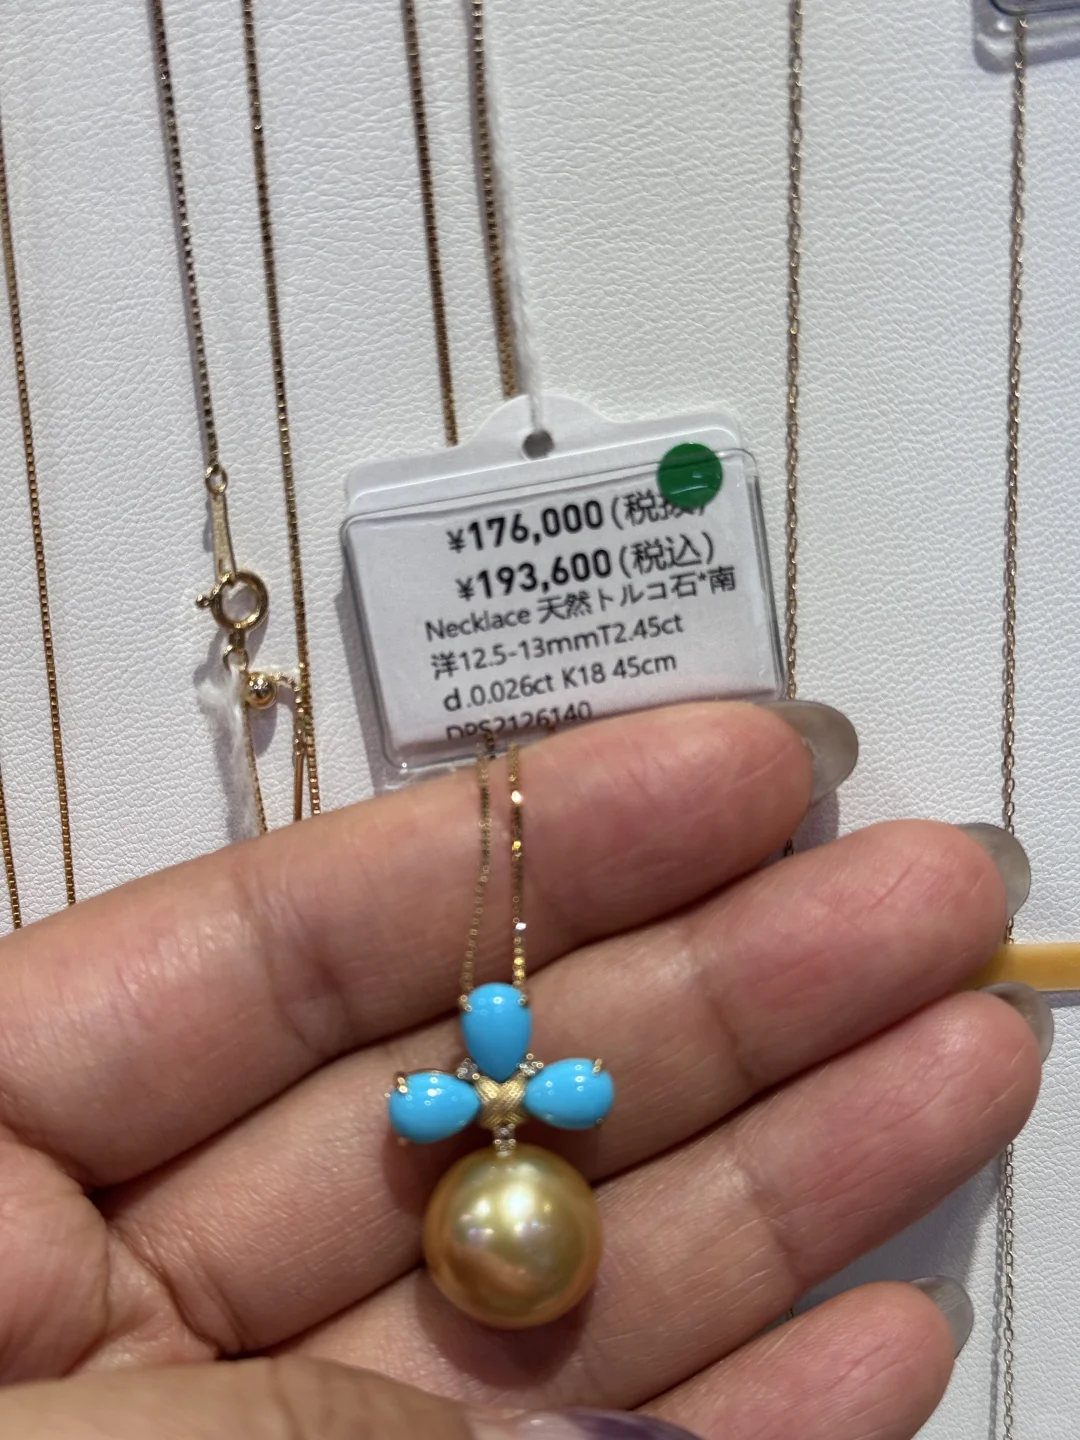 ¥176,000 (税抜)
¥193,600 (税込)
Necklace 天然トルコ石*南
洋12.5-13mmT2.45ct
d.0.026ct K18 45cm
DPS2126140